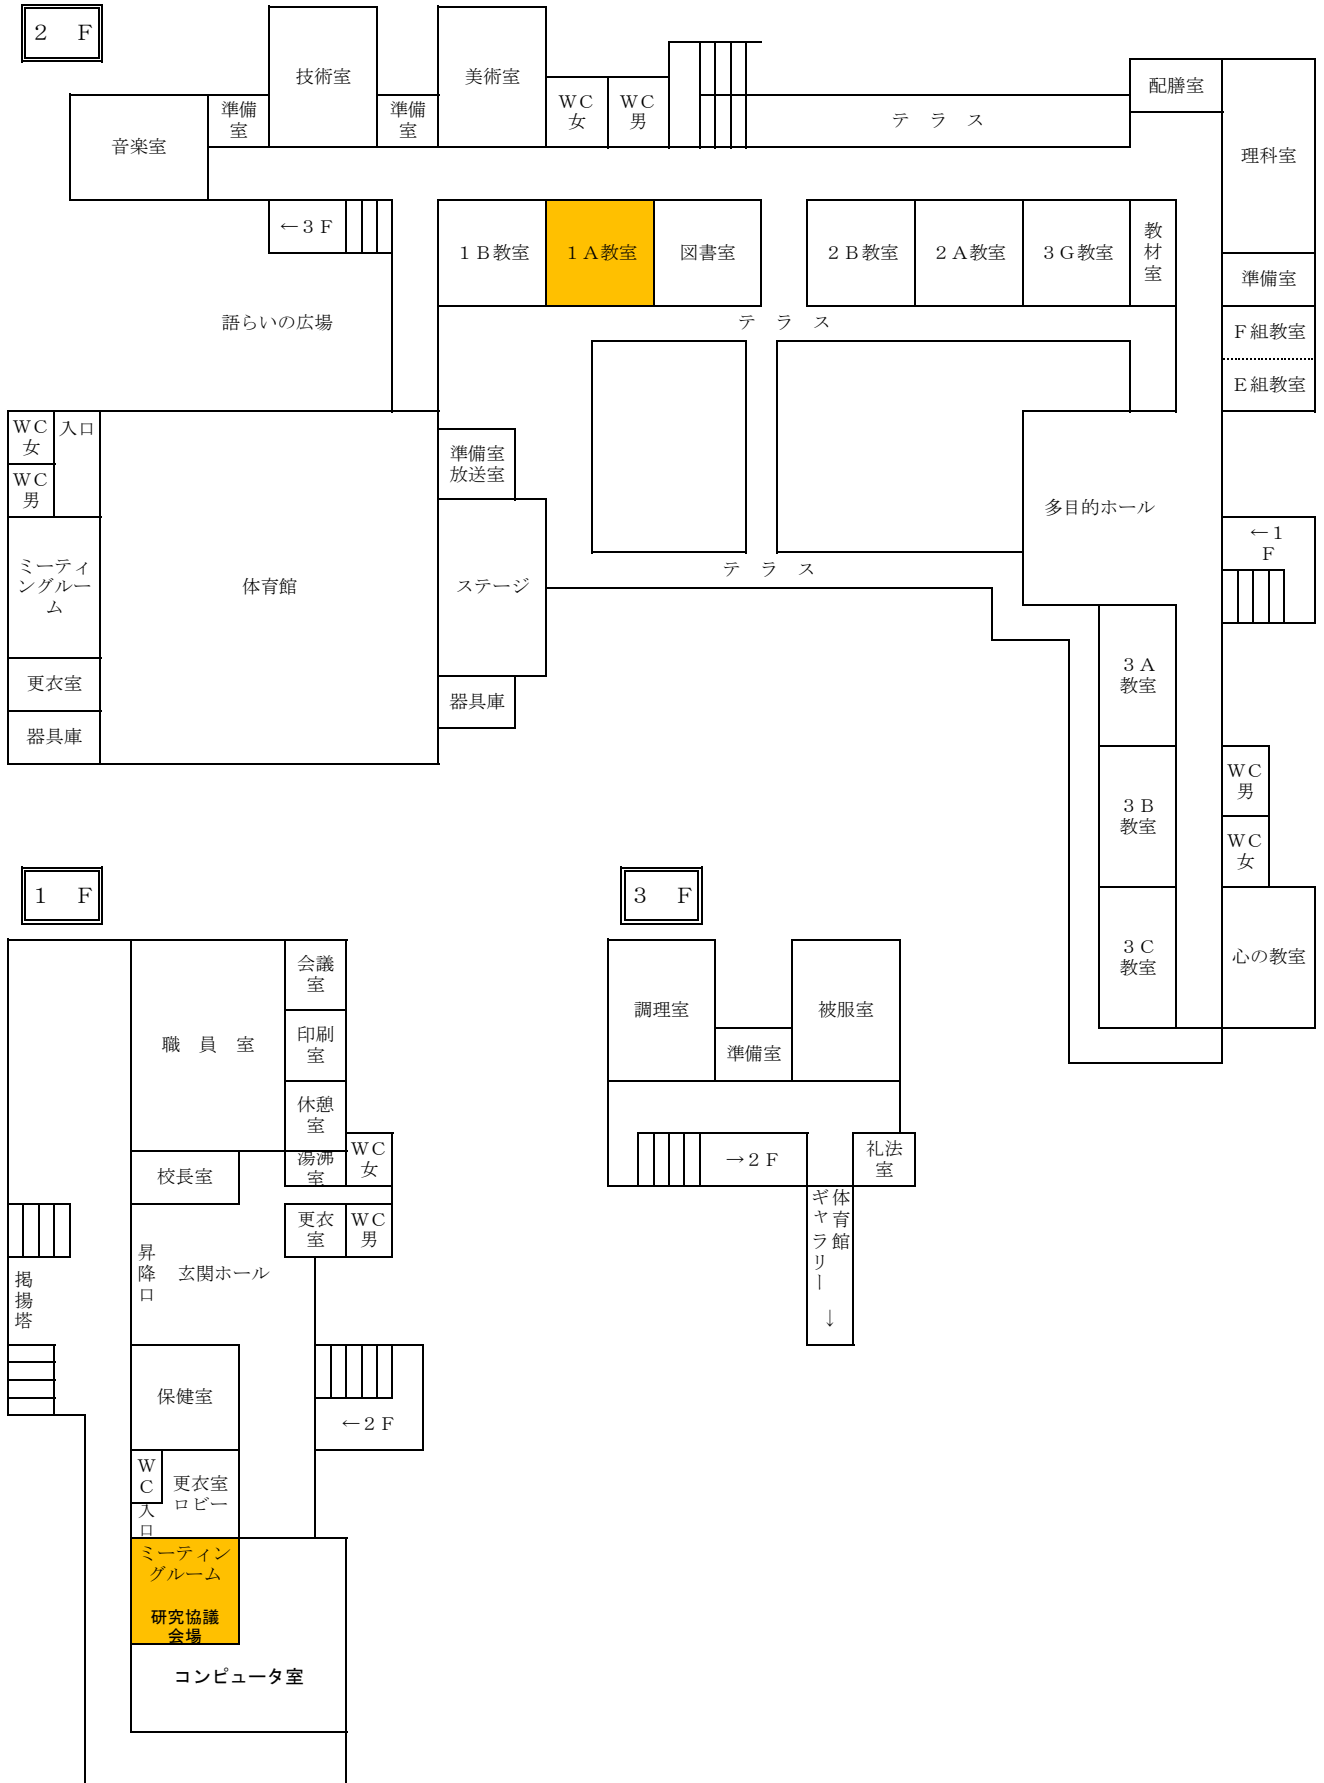 ２　Ｆ
技術室
美術室
準備
室
準備
室
ＷＣ
女
ＷＣ
男
テ　ラ　ス
配膳室
音楽室
理科室
←３Ｆ
１Ｂ教室
１Ａ教室
図書室
２Ｂ教室
２Ａ教室
３Ｇ教室
教
材
室
準備室
語らいの広場
テ　ラ　ス
Ｆ組教室
Ｅ組教室
ＷＣ
女
入口
ＷＣ
男
準備室
放送室
多目的ホール
←１
Ｆ
ミーティ
ングルー
ム
体育館
ステージ
テ　ラ　ス
更衣室
器具庫
器具庫
３Ａ
教室
３Ｂ
教室
ＷＣ
男
ＷＣ
女
３Ｃ
教室
心の教室
１　Ｆ
職　員　室
会議
室
印刷
室
休憩
室
湯沸
室
ＷＣ
女
校長室
更衣
室
ＷＣ
男
昇
降
口
玄関ホール
掲
揚
塔
保健室
←２Ｆ
Ｗ
Ｃ
更衣室
ロビー
入
口
ミーティン
グルーム
研究協議
会場
コンピュータ室
３　Ｆ
調理室
準備室
被服室
→２Ｆ
礼法
室
体育館
ギャラリー
↓